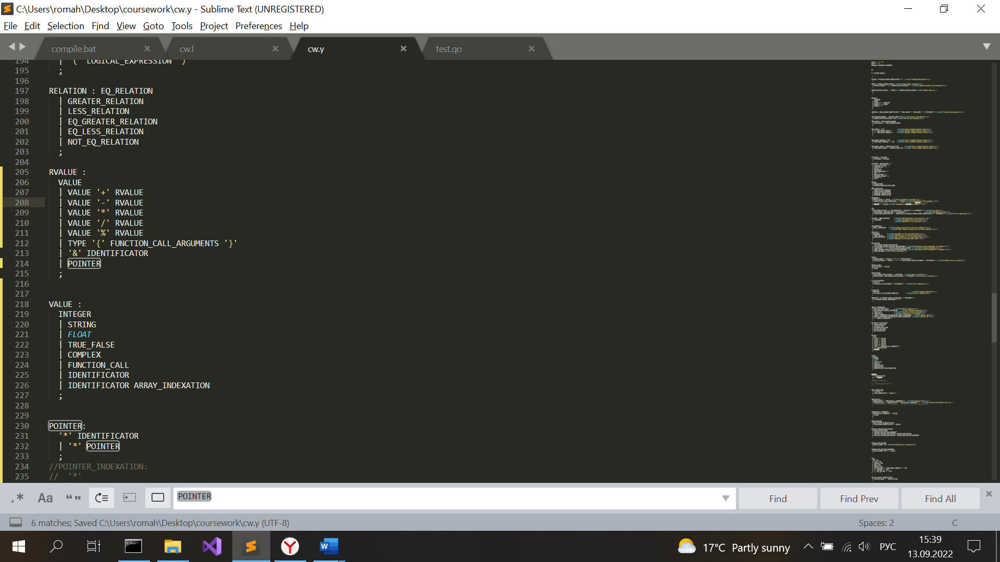 C:\Users\romah\Desktop\coursework\cw.y - Sublime Text (UNREGISTERED)
File Edit Selection Find View Goto Tools Project Preferences Help
compile.bat cw.l cw.y test.go
194 | '(' LOGICAL_EXPRESSION ')'
195 ;
196
197 RELATION : EQ_RELATION
198 | GREATER_RELATION
199 | LESS_RELATION
200 | EQ_GREATER_RELATION
201 | EQ_LESS_RELATION
202 | NOT_EQ_RELATION
203 ;
204
205 RVALUE :
206 VALUE
207 | VALUE '+' RVALUE
208 | VALUE '-' RVALUE
209 | VALUE '*' RVALUE
210 | VALUE '/' RVALUE
211 | VALUE '%' RVALUE
212 | TYPE '{' FUNCTION_CALL_ARGUMENTS '}'
213 | '&' IDENTIFICATOR
214 | POINTER
215 ;
216
217
218 VALUE :
219 INTEGER
220 | STRING
221 | FLOAT
222 | TRUE_FALSE
223 | COMPLEX
224 | FUNCTION_CALL
225 | IDENTIFICATOR
226 | IDENTIFICATOR ARRAY_INDEXATION
227 ;
228
229
230 POINTER:
231 '*' IDENTIFICATOR
232 | '*' POINTER
233 ;
234 //POINTER_INDEXATION:
235 // '*'
.* Aa “” POINTER Find Find Prev Find All
6 matches; Saved C:\Users\romah\Desktop\coursework\cw.y (UTF-8) Spaces: 2 C
17°C Partly sunny РУС 15:39
13.09.2022